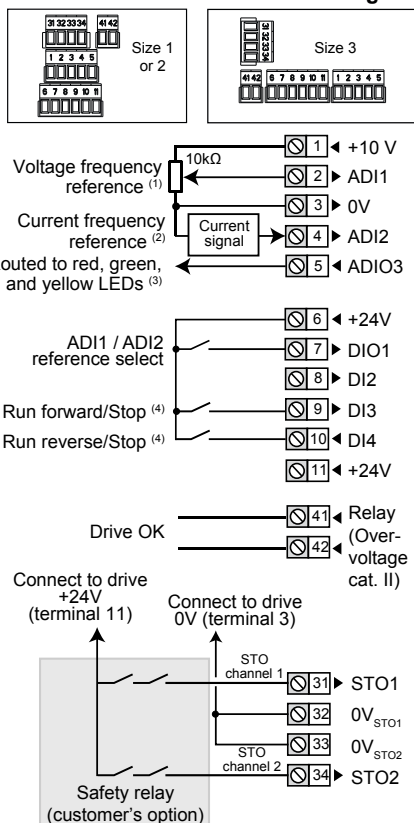 31 32 33 34 41 42
1 2 3 4 5
6 7 8 9 10 11
Size 1
or 2
31 32 33 34
Size 3
41 42 6 7 8 9 10 11 1 2 3 4 5
Voltage frequency
reference (1)
10kΩ
1 +10 V
2 ADI1
3 0V
Current frequency
reference (2)
Current
signal
4 ADI2
outed to red, green,
and yellow LEDs (3)
5 ADIO3
6 +24V
ADI1 / ADI2
reference select
7 DIO1
8 DI2
Run forward/Stop (4)
9 DI3
Run reverse/Stop (4)
10 DI4
11 +24V
Drive OK
41
42
Relay
(Over-
voltage
cat. II)
Connect to drive
+24V
(terminal 11)
Connect to drive
0V (terminal 3)
STO
channel 1
31 STO1
32 0VSTO1
33 0VSTO2
STO
channel 2
34 STO2
Safety relay
(customer's option)